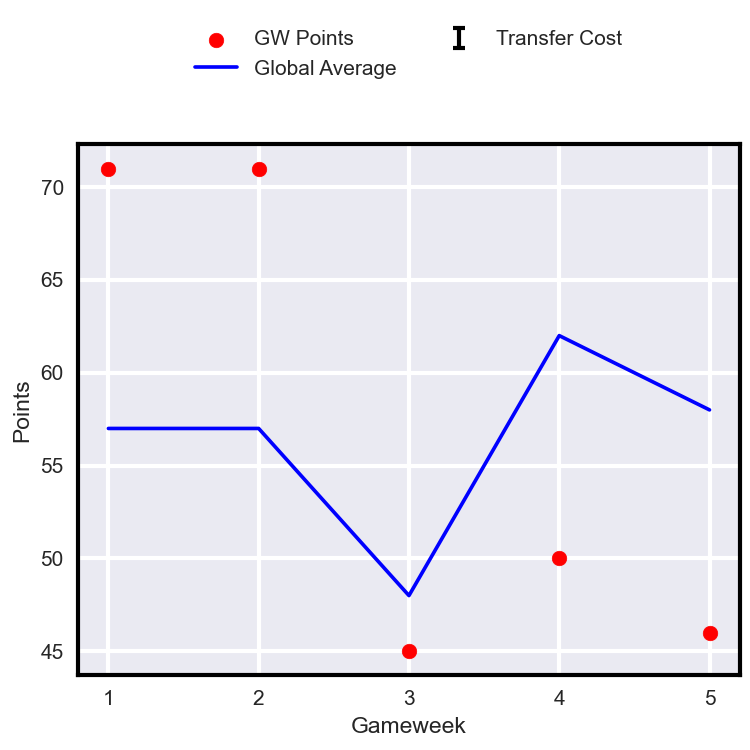 GW Points
Global Average
Transfer Cost
Points
70
65
60
55
50
45
1 2 3 4 5
Gameweek